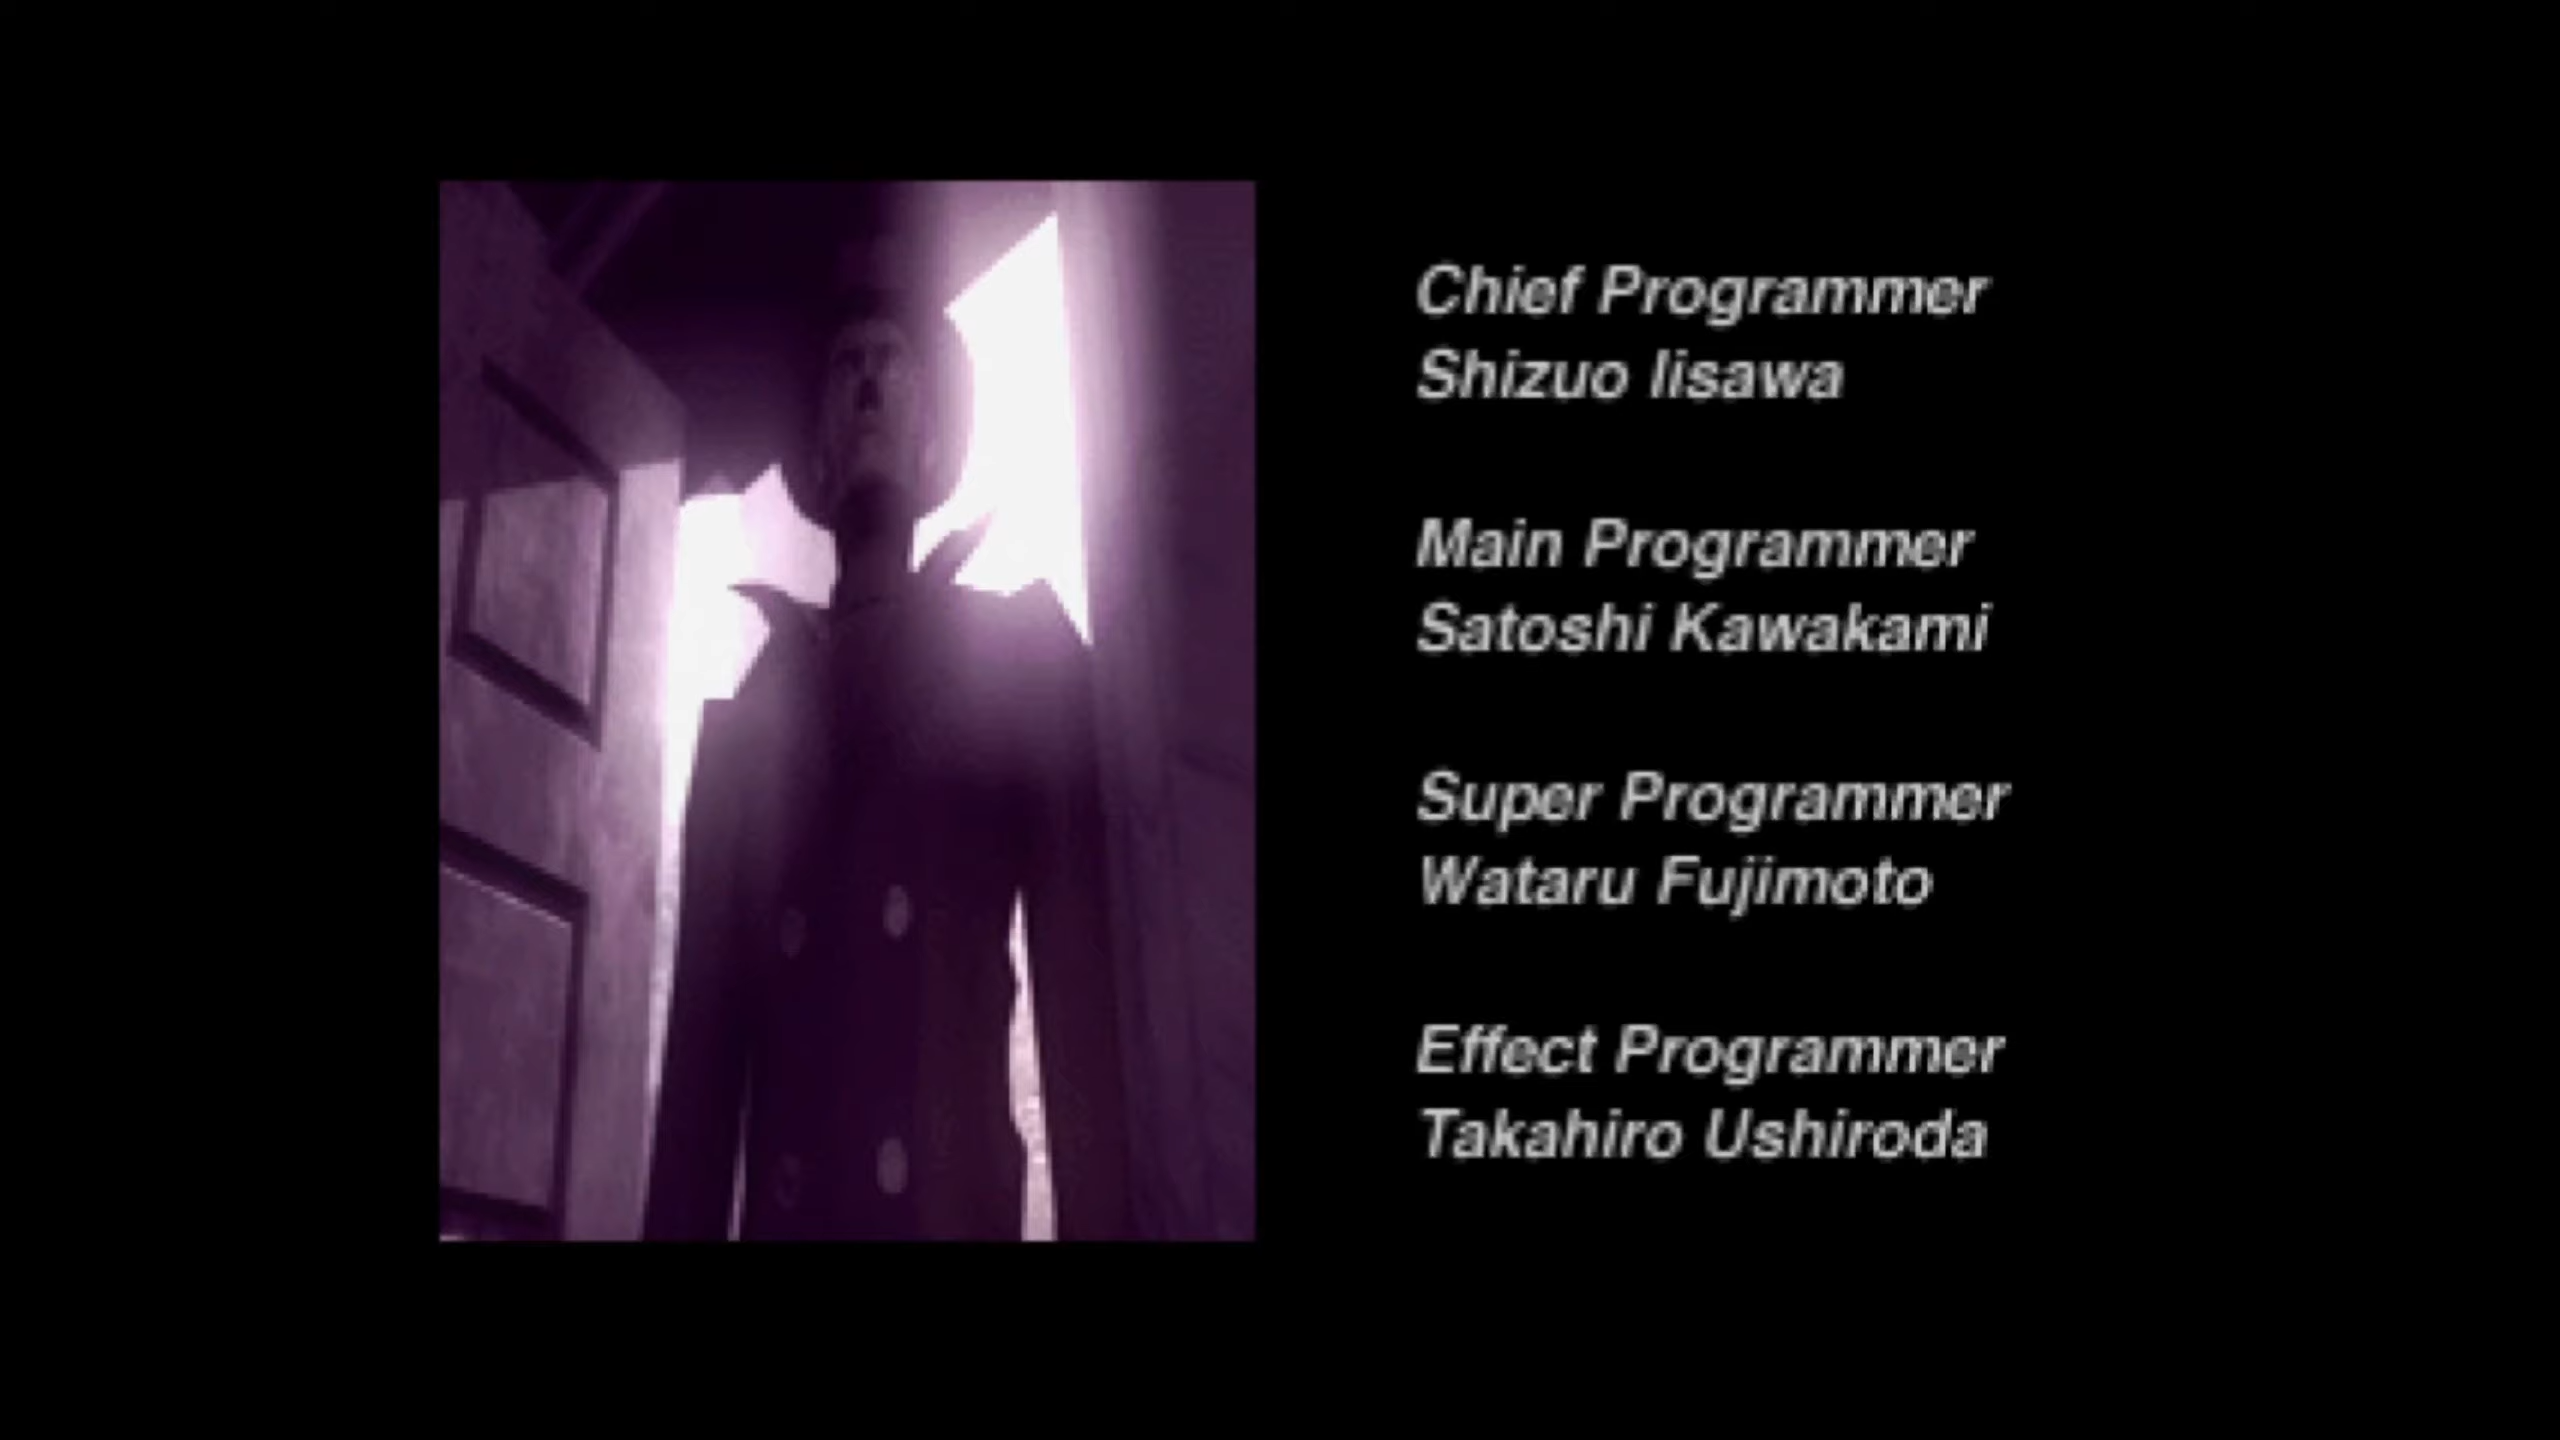 Chief Programmer
Shizuo Iisawa
Main Programmer
Satoshi Kawakami
Super Programmer
Wataru Fujimoto
Effect Programmer
Takahiro Ushiroda